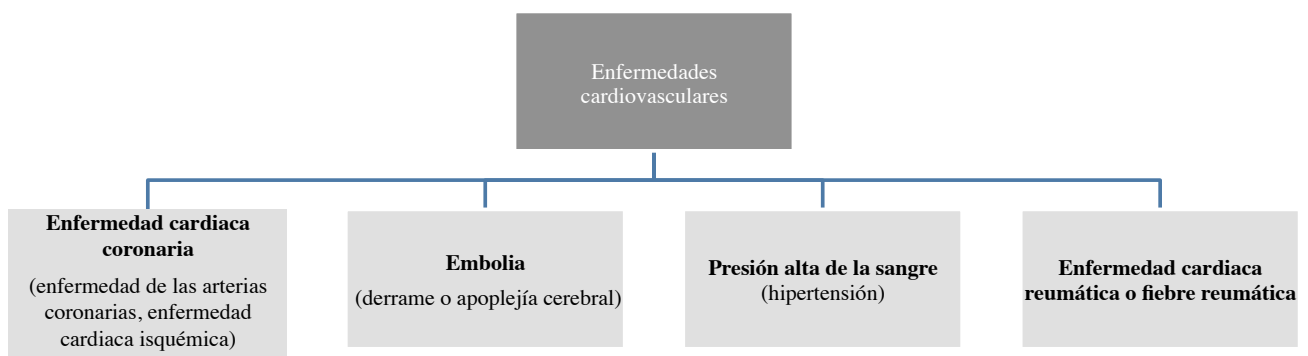 Enfermedades
cardiovasculares
Enfermedad cardiaca
coronaria
(enfermedad de las arterias
coronarias, enfermedad
cardiaca isquémica)
Embolia
(derrame o apoplejía cerebral)
Presión alta de la sangre
(hipertensión)
Enfermedad cardiaca
reumática o fiebre reumática